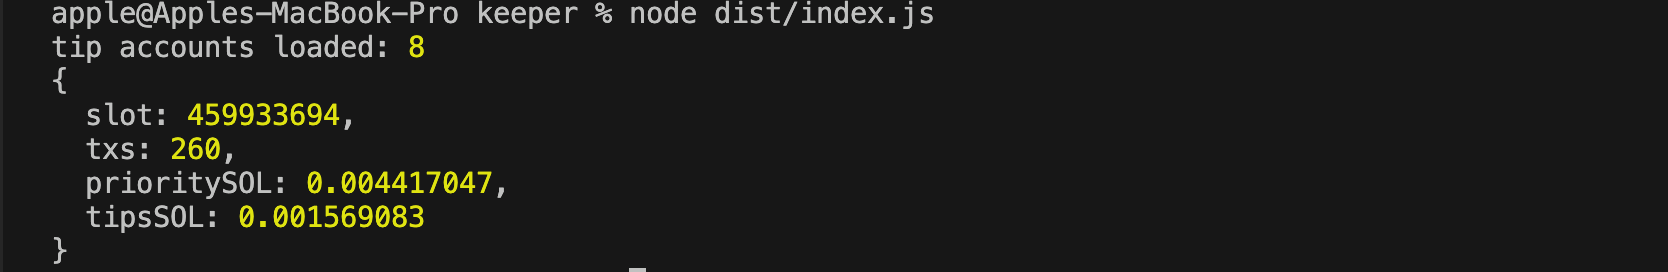 apple@Apples-MacBook-Pro keeper % node dist/index.js
tip accounts loaded: 8
{
  slot: 459933694,
  txs: 260,
  prioritySOL: 0.004417047,
  tipsSOL: 0.001569083
}